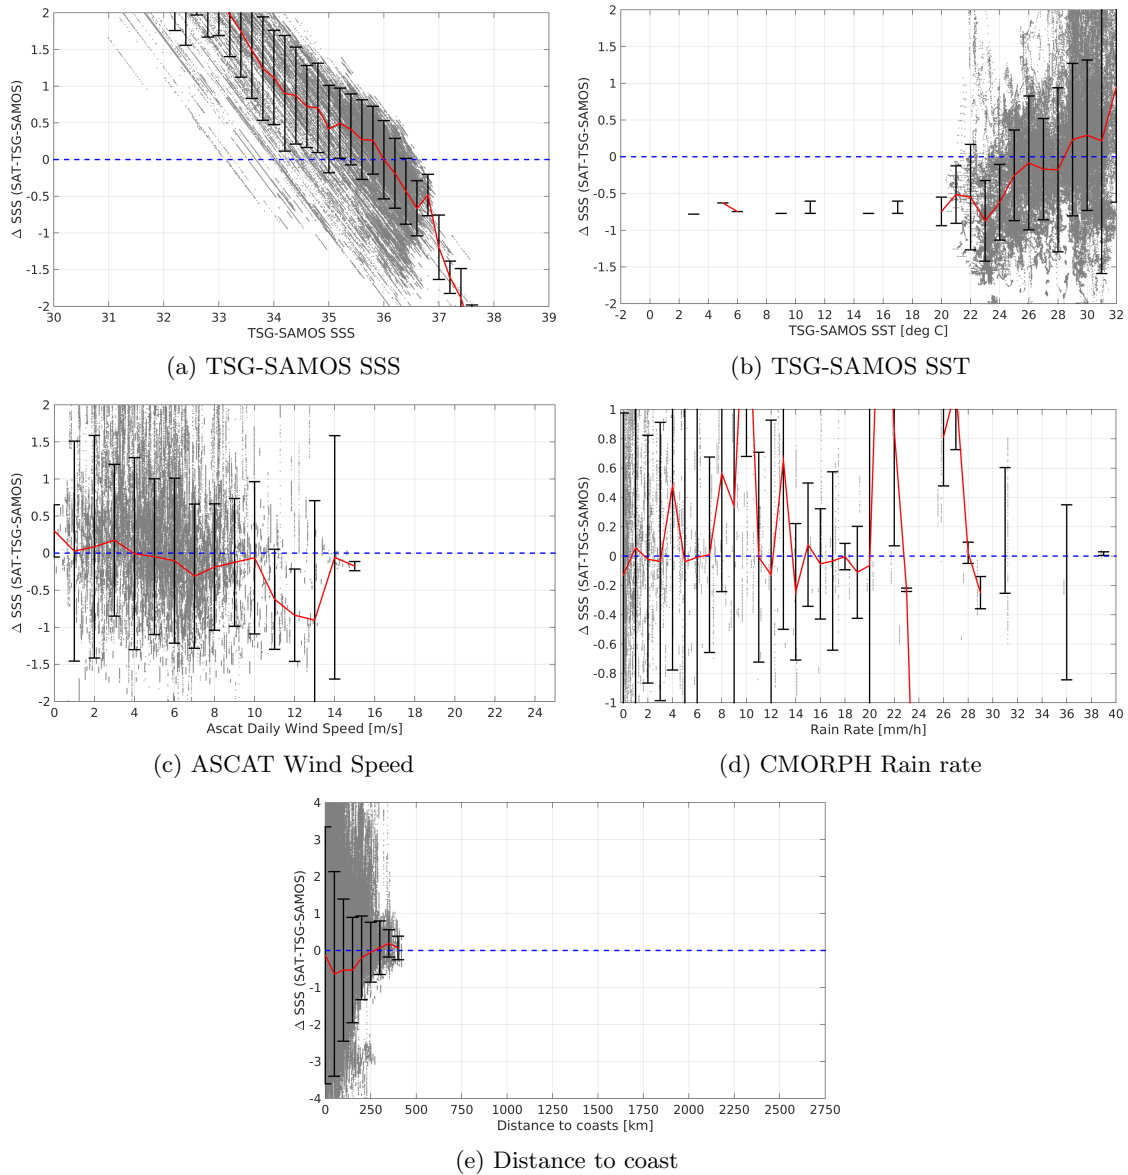 2
1.5
1
0.5
0
-0.5
-1
-1.5
-2
Δ SSS (SAT-TSG-SAMOS)
30 31 32 33 34 35 36 37 38 39
TSG-SAMOS SSS
(a) TSG-SAMOS SSS
2
1.5
1
0.5
0
-0.5
-1
-1.5
-2
Δ SSS (SAT-TSG-SAMOS)
-2 0 2 4 6 8 10 12 14 16 18 20 22 24 26 28 30 32
TSG-SAMOS SST [deg C]
(b) TSG-SAMOS SST
2
1.5
1
0.5
0
-0.5
-1
-1.5
-2
Δ SSS (SAT-TSG-SAMOS)
0 2 4 6 8 10 12 14 16 18 20 22 24
Ascat Daily Wind Speed [m/s]
(c) ASCAT Wind Speed
1
0.8
0.6
0.4
0.2
0
-0.2
-0.4
-0.6
-0.8
-1
Δ SSS (SAT-TSG-SAMOS)
0 2 4 6 8 10 12 14 16 18 20 22 24 26 28 30 32 34 36 38 40
Rain Rate [mm/h]
(d) CMORPH Rain rate
4
3
2
1
0
-1
-2
-3
-4
Δ SSS (SAT-TSG-SAMOS)
0 250 500 750 1000 1250 1500 1750 2000 2250 2500 2750
Distance to coasts [km]
(e) Distance to coast